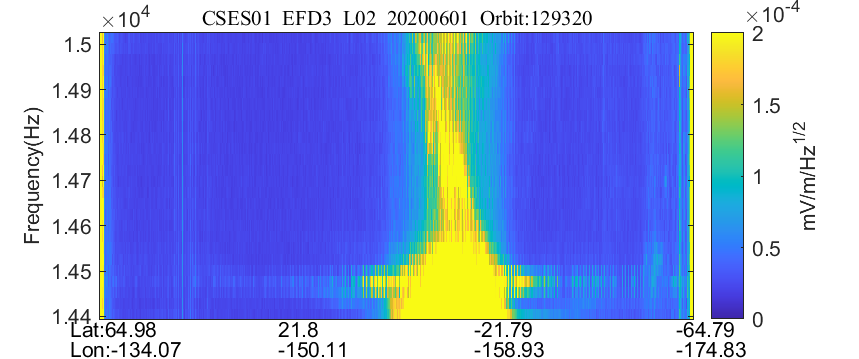 ×10⁴ CSES01 EFD3 L02 20200601 Orbit:129320 ×10⁻⁴
1.5
1.49
1.48
1.47
1.46
1.45
1.44
Frequency(Hz)
2
1.5
1
0.5
0
mV/m/Hz^1/2
Lat:64.98 21.8 -21.79 -64.79
Lon:-134.07 -150.11 -158.93 -174.83